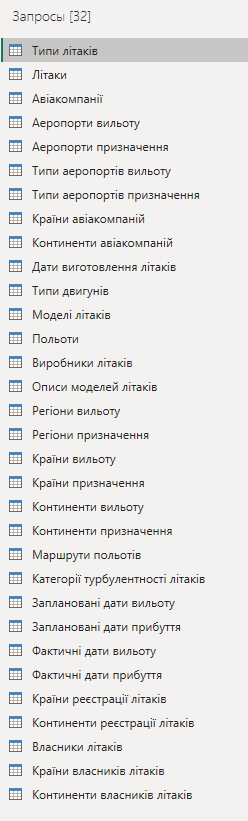 Запросы [32]
Типи літаків
Літаки
Авіакомпанії
Аеропорти вильоту
Аеропорти призначення
Типи аеропортів вильоту
Типи аеропортів призначення
Країни авіакомпаній
Континенти авіакомпаній
Дати виготовлення літаків
Типи двигунів
Моделі літаків
Польоти
Виробники літаків
Описи моделей літаків
Регіони вильоту
Регіони призначення
Країни вильоту
Країни призначення
Континенти вильоту
Континенти призначення
Маршрути польотів
Категорії турбулентності літаків
Заплановані дати вильоту
Заплановані дати прибуття
Фактичні дати вильоту
Фактичні дати прибуття
Країни реєстрації літаків
Континенти реєстрації літаків
Власники літаків
Країни власників літаків
Континенти власників літаків